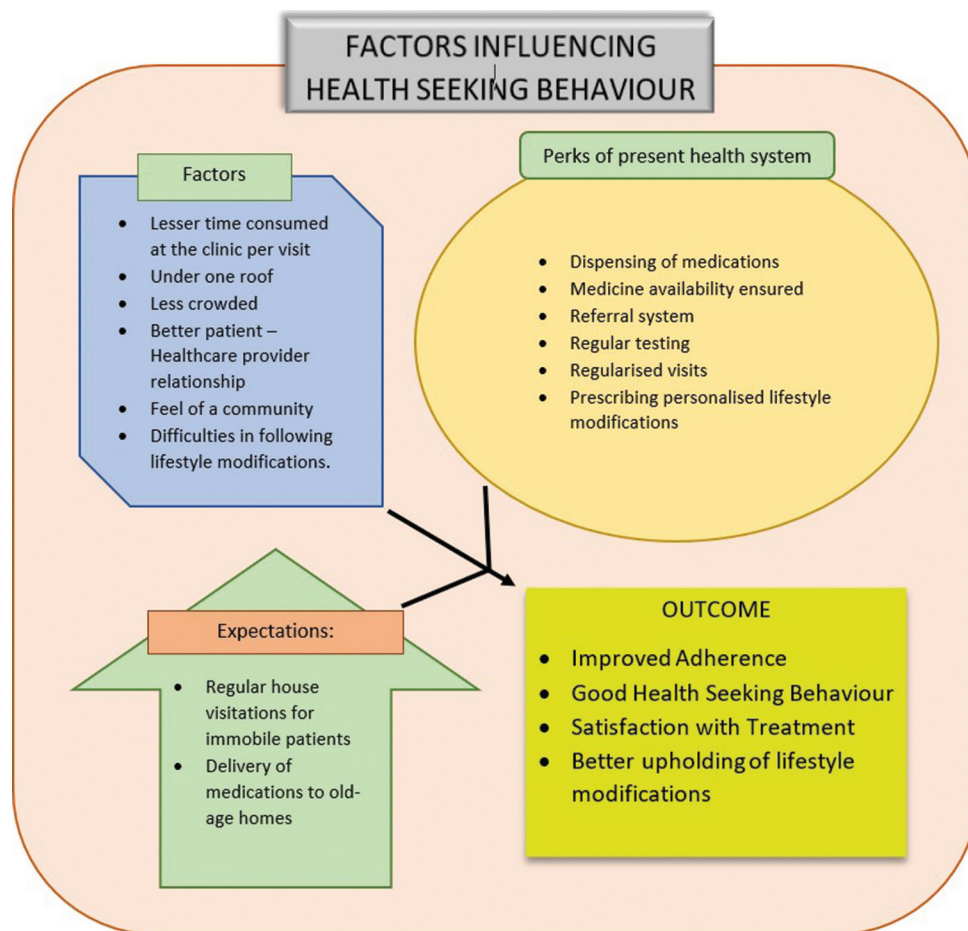 FACTORS INFLUENCING
HEALTH SEEKING BEHAVIOUR
Factors
• Lesser time consumed
at the clinic per visit
• Under one roof
• Less crowded
• Better patient –
Healthcare provider
relationship
• Feel of a community
• Difficulties in following
lifestyle modifications.
Perks of present health system
• Dispensing of medications
• Medicine availability ensured
• Referral system
• Regular testing
• Regularised visits
• Prescribing personalised lifestyle
modifications
Expectations:
• Regular house
visitations for
immobile patients
• Delivery of
medications to old-
age homes
OUTCOME
• Improved Adherence
• Good Health Seeking Behaviour
• Satisfaction with Treatment
• Better upholding of lifestyle
modifications